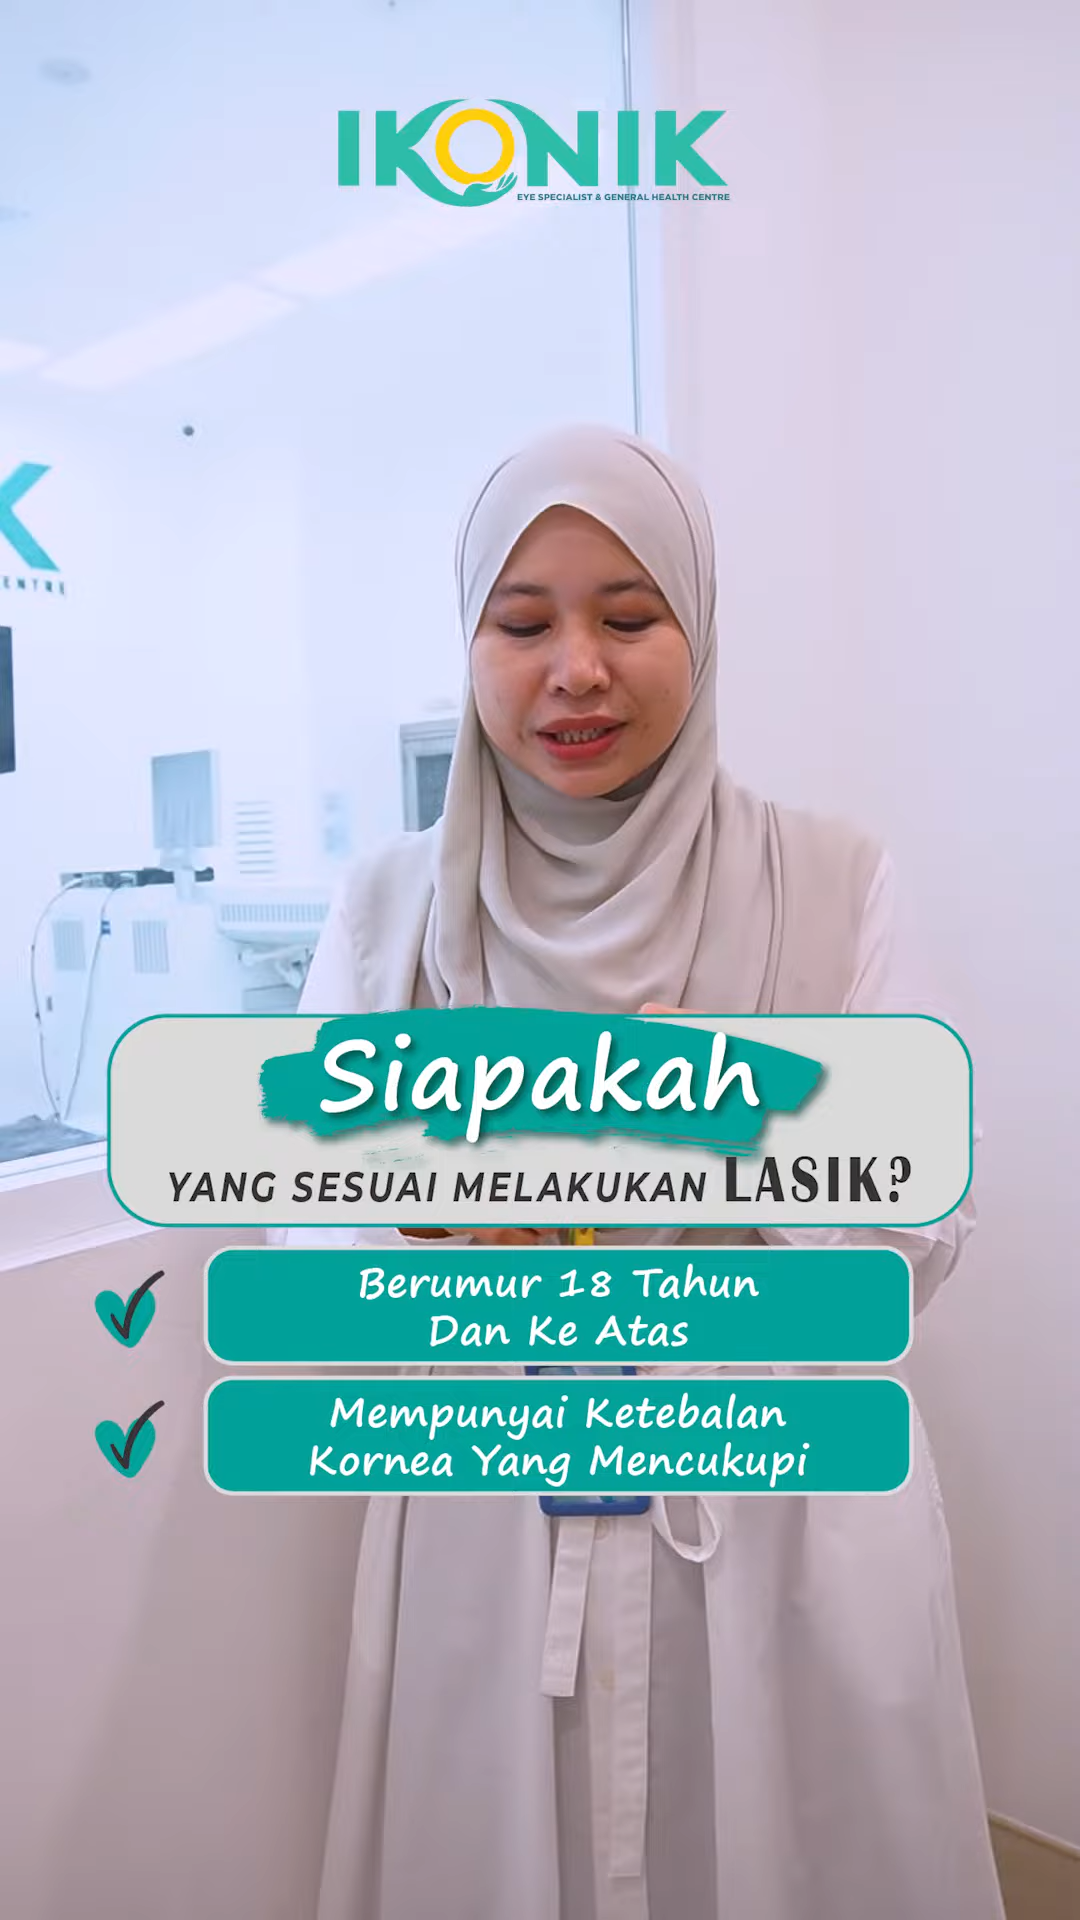 IKONIK
EYE SPECIALIST & GENERAL HEALTH CENTRE
K
ENTRE
Siapakah
YANG SESUAI MELAKUKAN LASIK?
Berumur 18 Tahun
Dan Ke Atas
Mempunyai Ketebalan
Kornea Yang Mencukupi